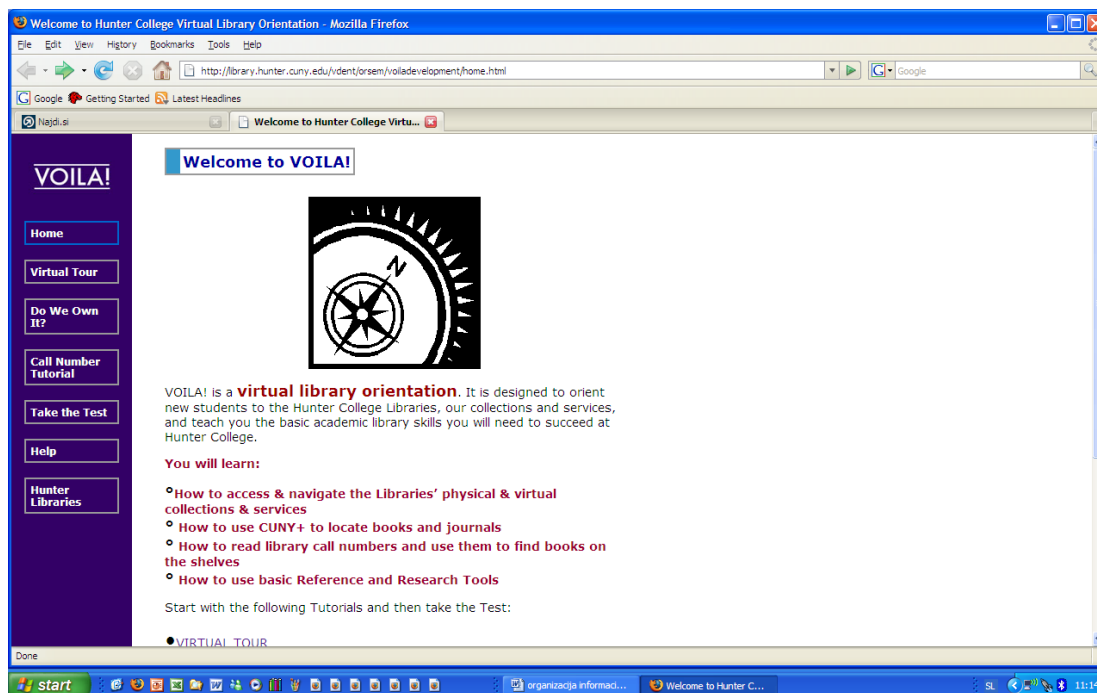 Welcome to Hunter College Virtual Library Orientation - Mozilla Firefox
File Edit View History Bookmarks Tools Help
http://library.hunter.cuny.edu/vdent/orsem/voiladevelopment/home.html
G Google
G Google Getting Started Latest Headlines
Najdi.si Welcome to Hunter College Virtu...
VOILA!
Home
Virtual Tour
Do We Own
It?
Call Number
Tutorial
Take the Test
Help
Hunter
Libraries
Welcome to VOILA!
N
VOILA! is a virtual library orientation. It is designed to orient
new students to the Hunter College Libraries, our collections and services,
and teach you the basic academic library skills you will need to succeed at
Hunter College.
You will learn:
How to access & navigate the Libraries’ physical & virtual
collections & services
How to use CUNY+ to locate books and journals
How to read library call numbers and use them to find books on
the shelves
How to use basic Reference and Research Tools
Start with the following Tutorials and then take the Test:
VIRTUAL TOUR
Done
start organizacija informaci... Welcome to Hunter C... SL